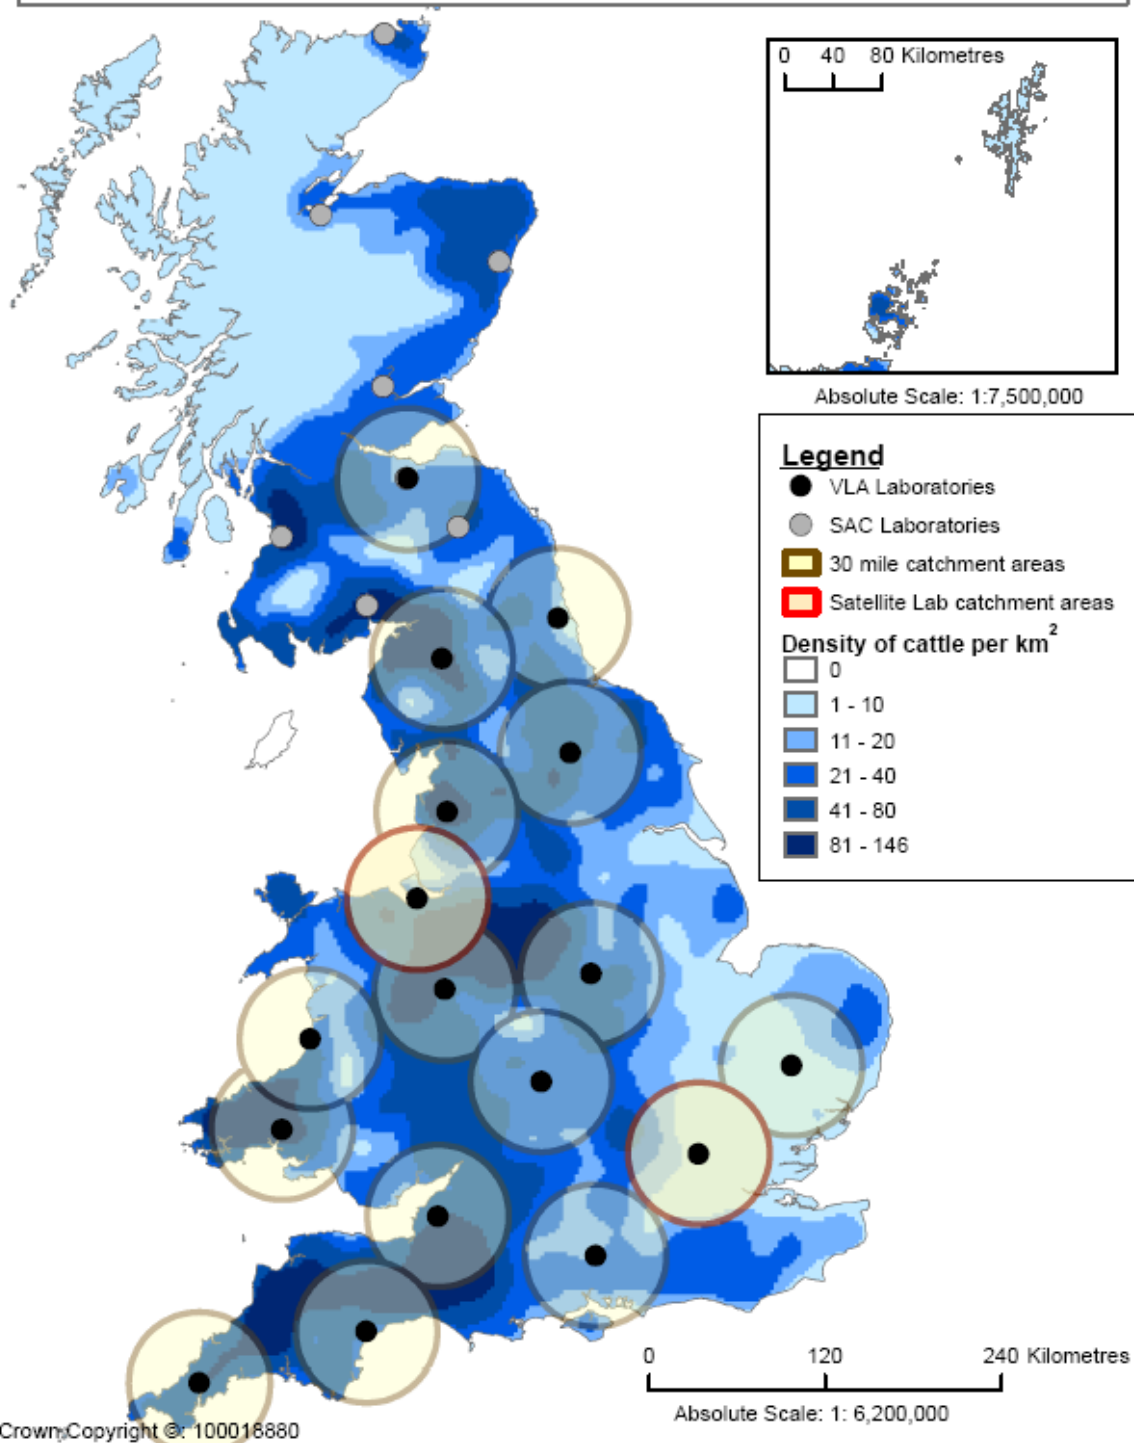 0 40 80 Kilometres
Absolute Scale: 1:7,500,000
Legend
VLA Laboratories
SAC Laboratories
30 mile catchment areas
Satellite Lab catchment areas
Density of cattle per km²
0
1 - 10
11 - 20
21 - 40
41 - 80
81 - 146
0 120 240 Kilometres
Absolute Scale: 1: 6,200,000
Crown Copyright ©: 100018880